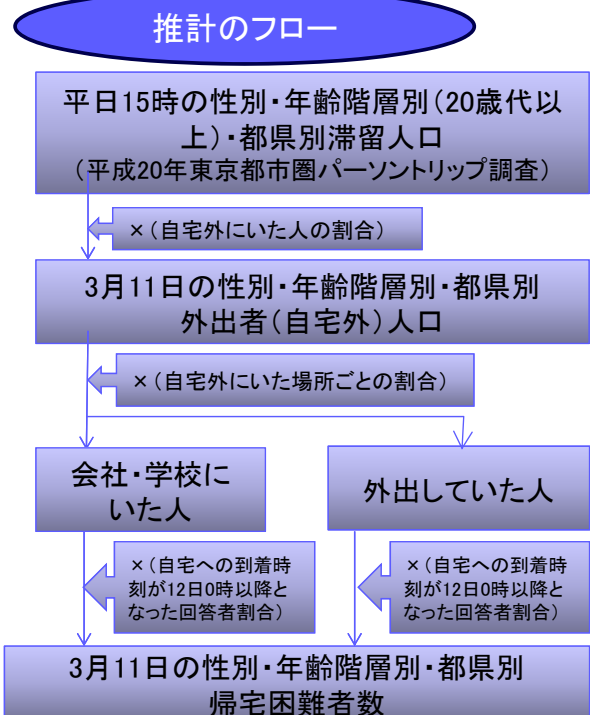 推計のフロー
平日15時の性別・年齢階層別(20歳代以
上)・都県別滞留人口
(平成20年東京都市圏パーソントリップ調査)
×(自宅外にいた人の割合)
3月11日の性別・年齢階層別・都県別
外出者(自宅外)人口
×(自宅外にいた場所ごとの割合)
会社・学校に
いた人
外出していた人
×(自宅への到着時
刻が12日0時以降と
なった回答者割合)
×(自宅への到着時
刻が12日0時以降と
なった回答者割合)
3月11日の性別・年齢階層別・都県別
帰宅困難者数